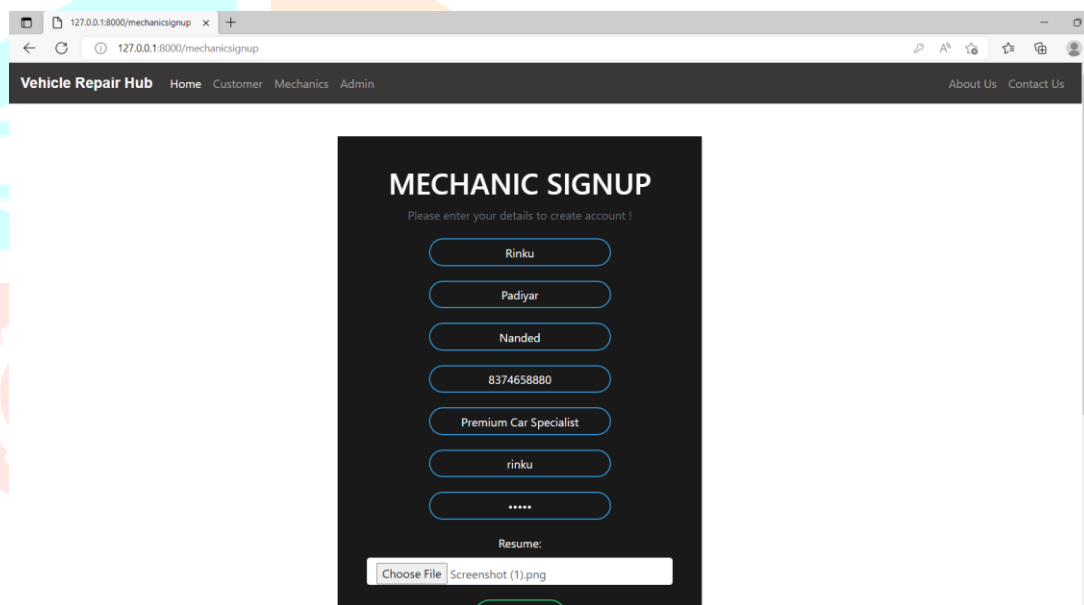 127.0.0.1:8000/mechanicsignup
127.0.0.1:8000/mechanicsignup
Vehicle Repair Hub Home Customer Mechanics Admin About Us Contact Us
MECHANIC SIGNUP
Please enter your details to create account !
Rinku
Padiyar
Nanded
8374658880
Premium Car Specialist
rinku
•••••
Resume:
Choose File Screenshot (1).png